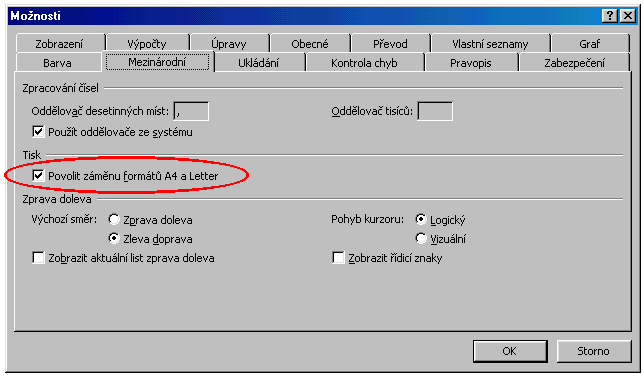 Možnosti
Zobrazení Výpočty Úpravy Obecné Převod Vlastní seznamy Graf
Barva Mezinárodní Ukládání Kontrola chyb Pravopis Zabezpečení
Zpracování čísel
Oddělovač desetinných míst: , Oddělovač tisíců:
Použít oddělovače ze systému
Tisk
Povolit záměnu formátů A4 a Letter
Zprava doleva
Výchozí směr: Zprava doleva Pohyb kurzoru: Logický
Zleva doprava Vizuální
Zobrazit aktuální list zprava doleva Zobrazit řídicí znaky
OK Storno